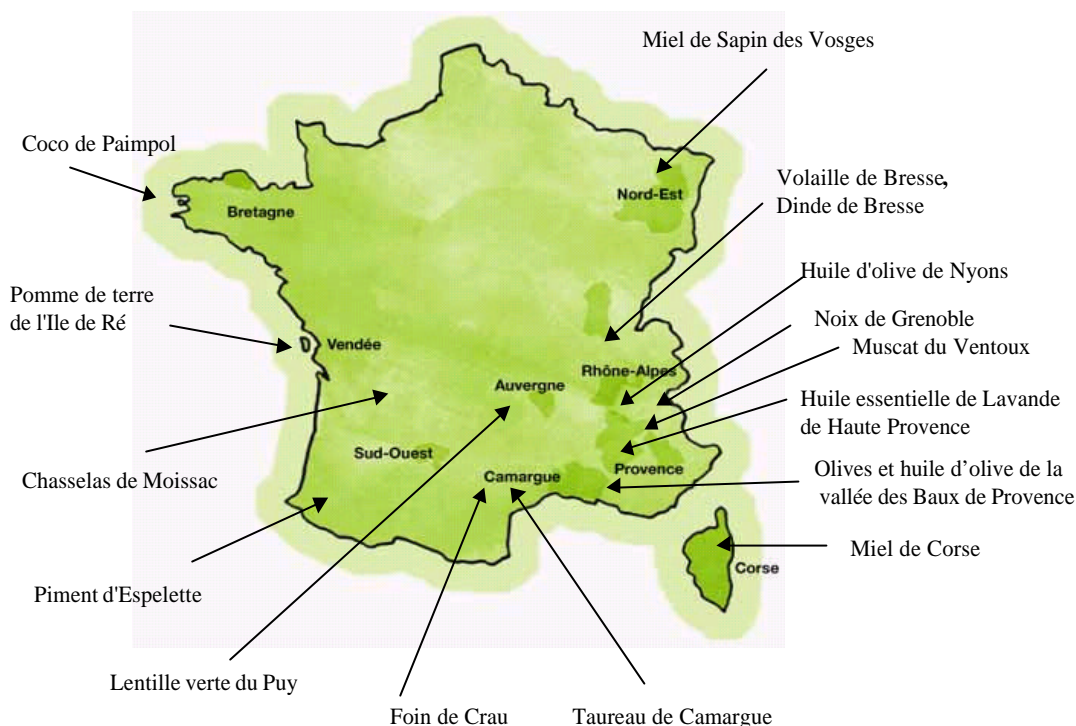 Miel de Sapin des Vosges
Coco de Paimpol
Nord-Est
Volaille de Bresse,
Dinde de Bresse
Bretagne
Huile d'olive de Nyons
Pomme de terre
de l'Ile de Ré
Noix de Grenoble
Vendée
Muscat du Ventoux
Rhône-Alpes
Auvergne
Huile essentielle de Lavande
de Haute Provence
Sud-Ouest
Chasselas de Moissac
Provence
Camargue
Olives et huile d’olive de la
vallée des Baux de Provence
Miel de Corse
Corse
Piment d'Espelette
Lentille verte du Puy
Foin de Crau
Taureau de Camargue